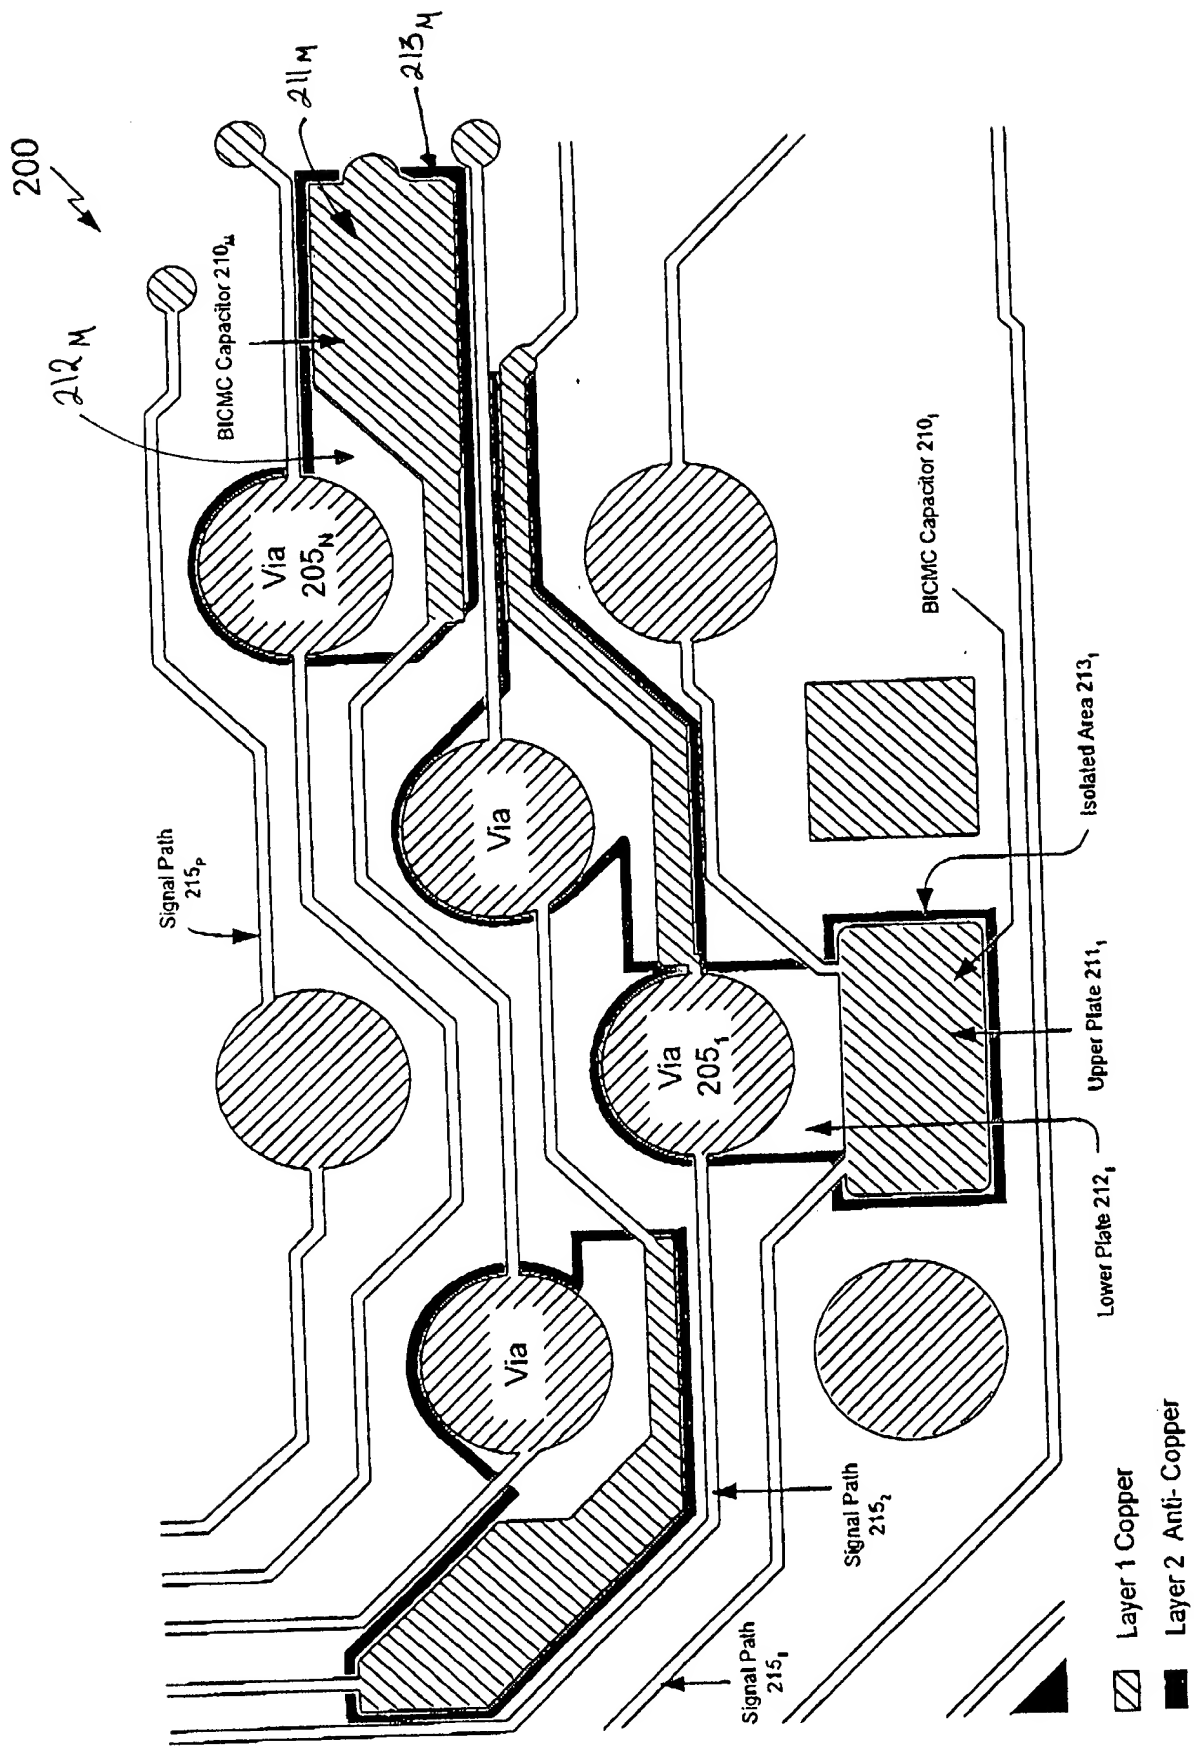 200
211M
213M
BICMC Capacitor 210M
212M
Via
205N
Signal Path
215P
Via
BICMC Capacitor 2101
Via
2051
Isolated Area 2131
Upper Plate 2111
Lower Plate 2121
Via
Signal Path
2152
Signal Path
2151
Layer 1 Copper
Layer 2 Anti-Copper